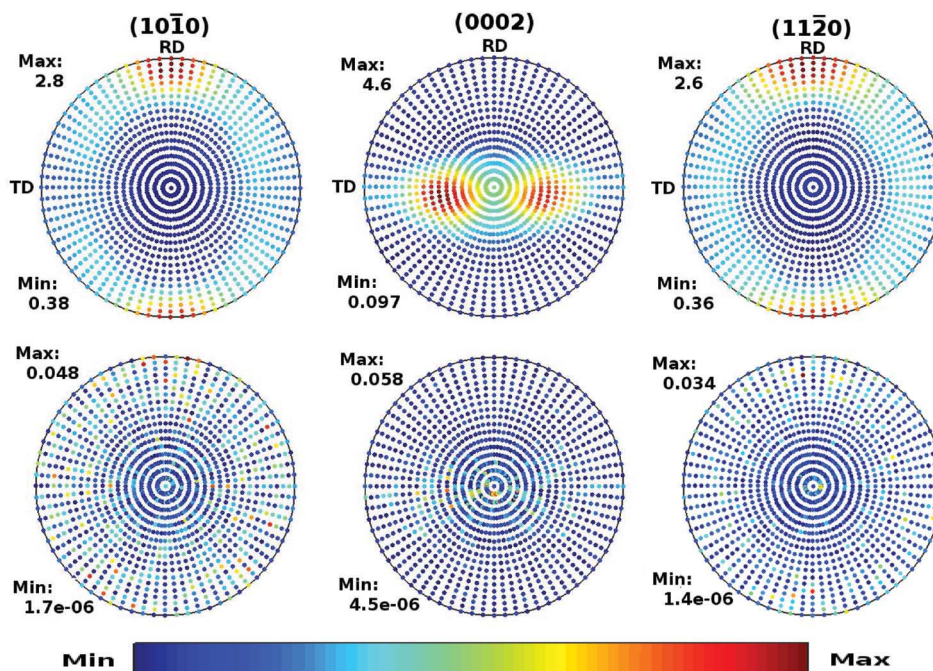 (101̄0)
(0002)
(112̄0)
RD
RD
RD
Max:
2.8
Max:
4.6
Max:
2.6
TD
TD
TD
Min:
0.38
Min:
0.097
Min:
0.36
Max:
0.048
Max:
0.058
Max:
0.034
Min:
1.7e-06
Min:
4.5e-06
Min:
1.4e-06
Min
Max